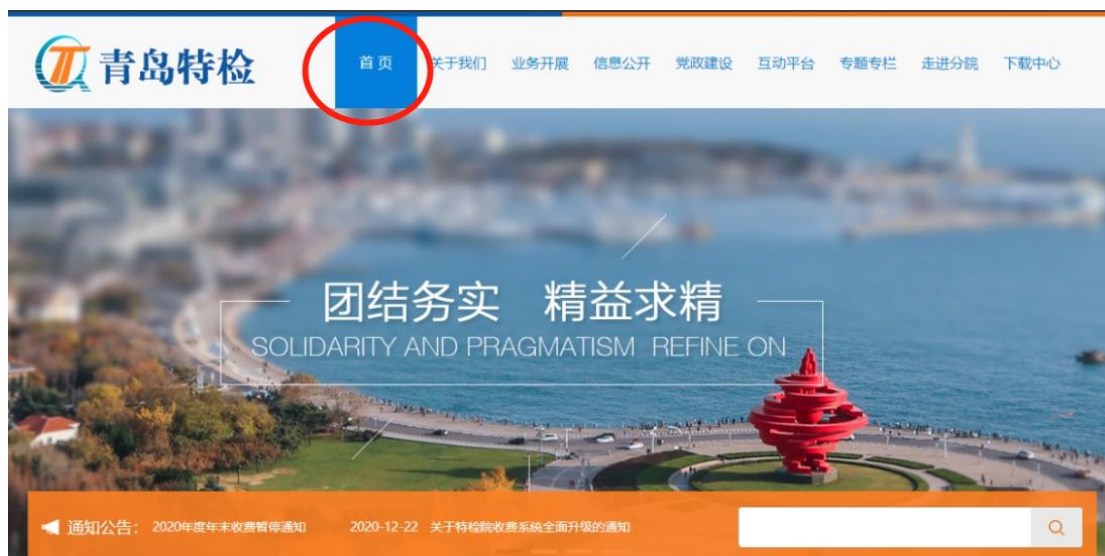 青岛特检
首页 关于我们 业务开展 信息公开 党政建设 互动平台 专题专栏 走进分院 下载中心
团结务实 精益求精
SOLIDARITY AND PRAGMATISM REFINE ON
通知公告： 2020年度年末收费暂停通知 2020-12-22 关于特检院收费系统全面升级的通知